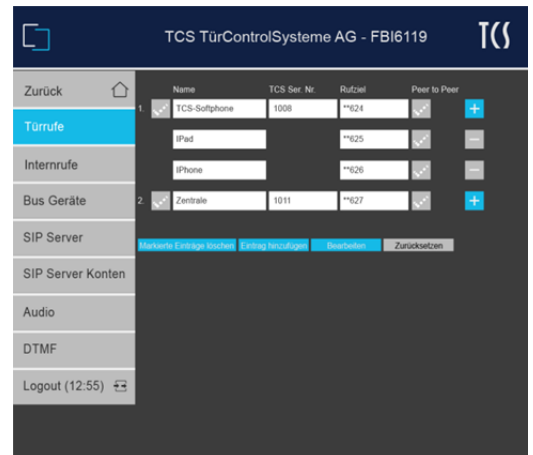 TCS TürControlSysteme AG - FBI6119
TCS
Zurück
Türrufe
Internrufe
Bus Geräte
SIP Server
SIP Server Konten
Audio
DTMF
Logout (12:55)
Name TCS Ser. Nr. Rufziel Peer to Peer
1. TCS-Softphone 1008 **624 +
IPad **625 −
IPhone **626 −
2. Zentrale 1011 **627 +
Markierte Einträge löschen Eintrag hinzufügen Bearbeiten Zurücksetzen